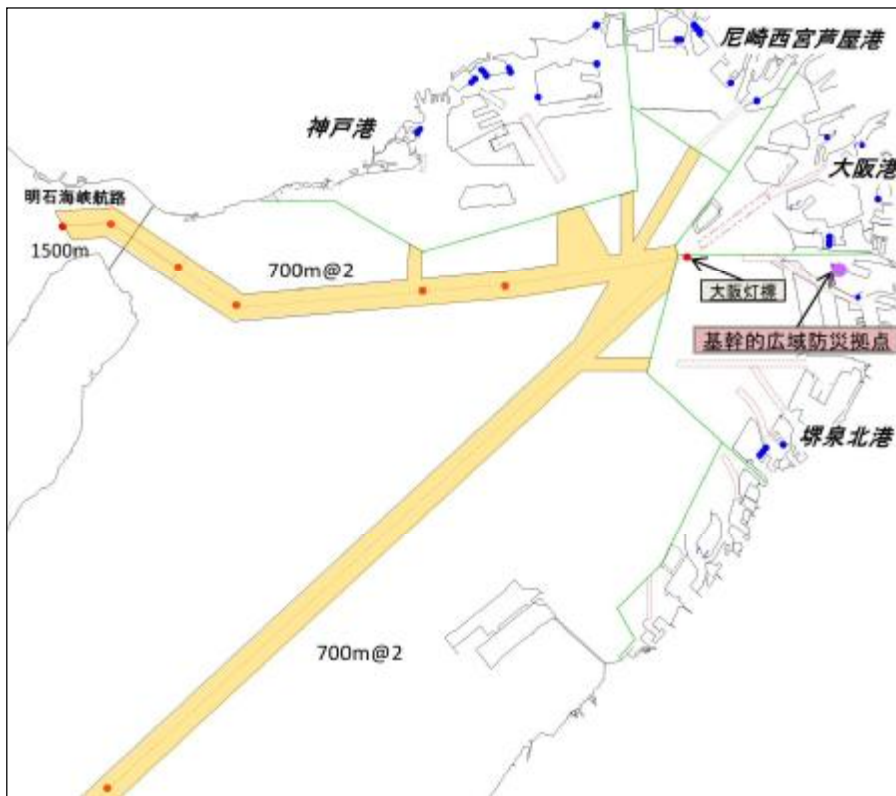 尼崎西宮芦屋港
神戸港
大阪港
明石海峡航路
1500m
700m@2
大阪灯標
基幹的広域防災拠点
堺泉北港
700m@2